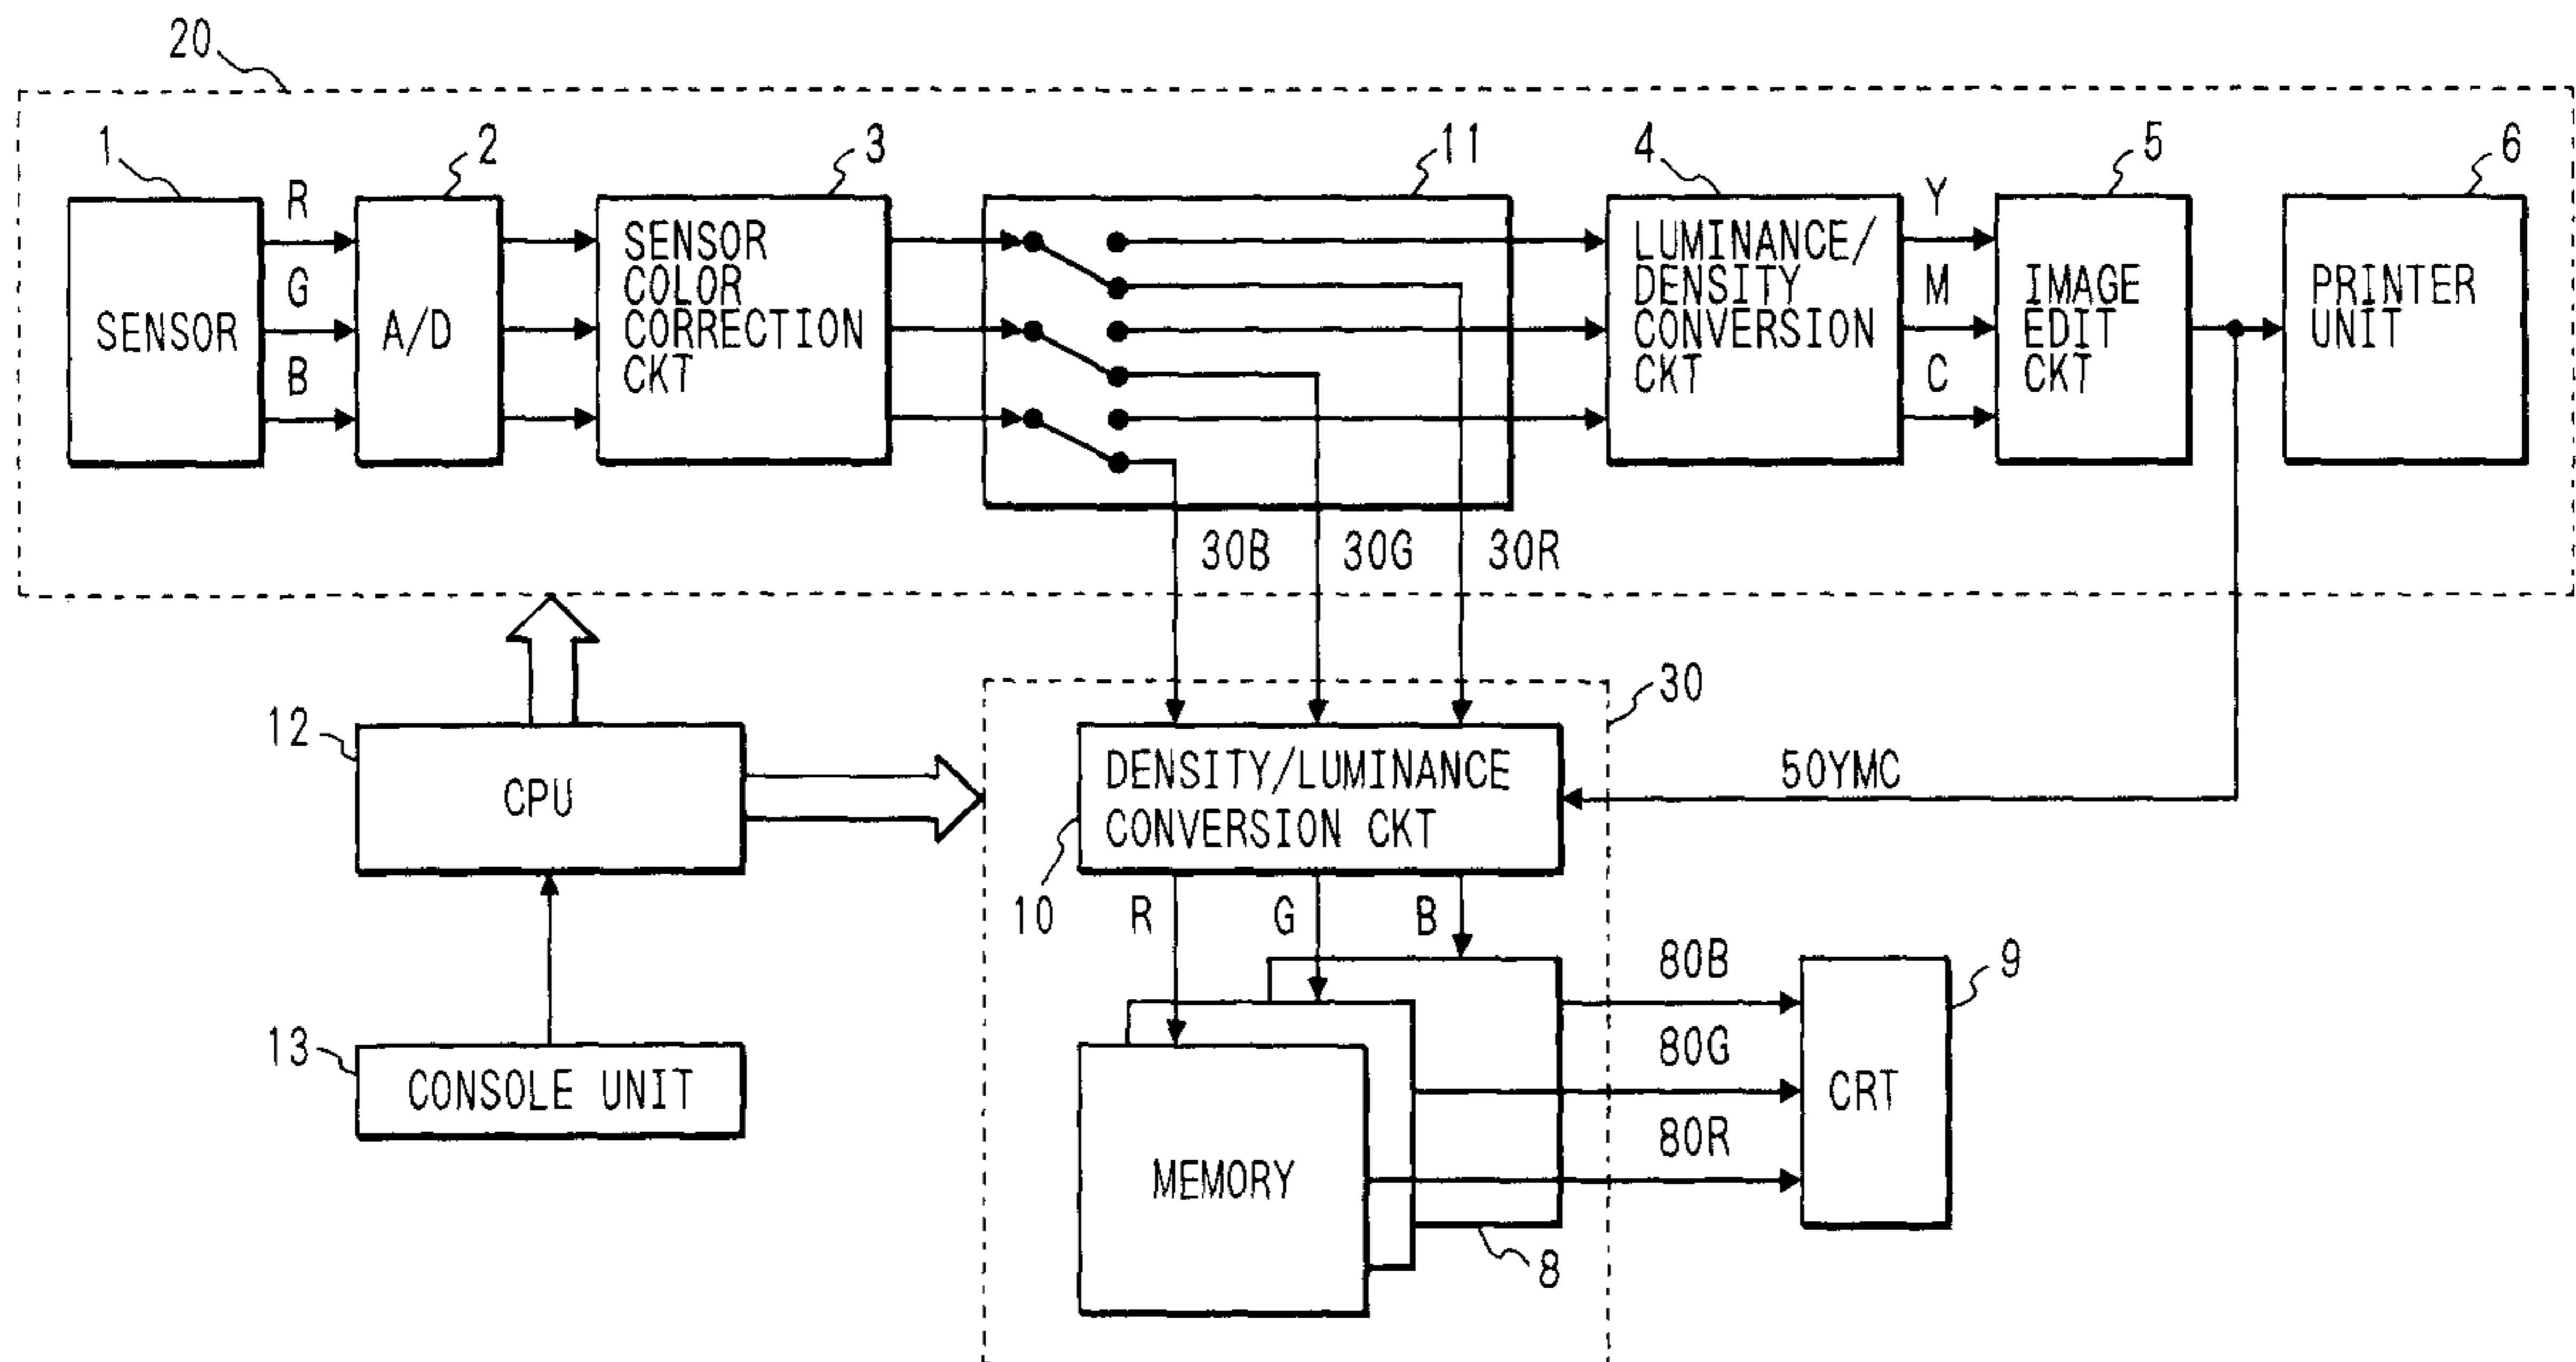 20
1
2
3
11
4
5
6
R
G
B
SENSOR
A/D
SENSOR
COLOR
CORRECTION
CKT
LUMINANCE/
DENSITY
CONVERSION
CKT
Y
M
C
IMAGE
EDIT
CKT
PRINTER
UNIT
30B
30G
30R
30
12
CPU
DENSITY/LUMINANCE
CONVERSION CKT
50YMC
10
R
G
B
13
CONSOLE UNIT
MEMORY
8
80B
80G
80R
CRT
9